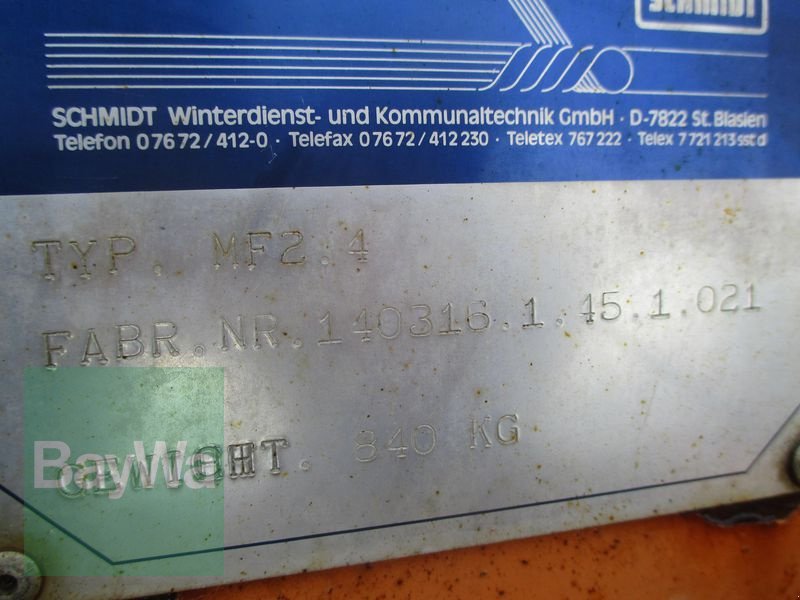 SCHMIDT
SCHMIDT Winterdienst- und Kommunaltechnik GmbH · D-7822 St. Blasien
Telefon 07672/412-0 · Telefax 07672/412230 · Teletex 767222 · Telex 7721213 sst d
TYP. MF2.4
FABR.NR.140316.1.45.1.021
GEWICHT. 840 KG
BayWa